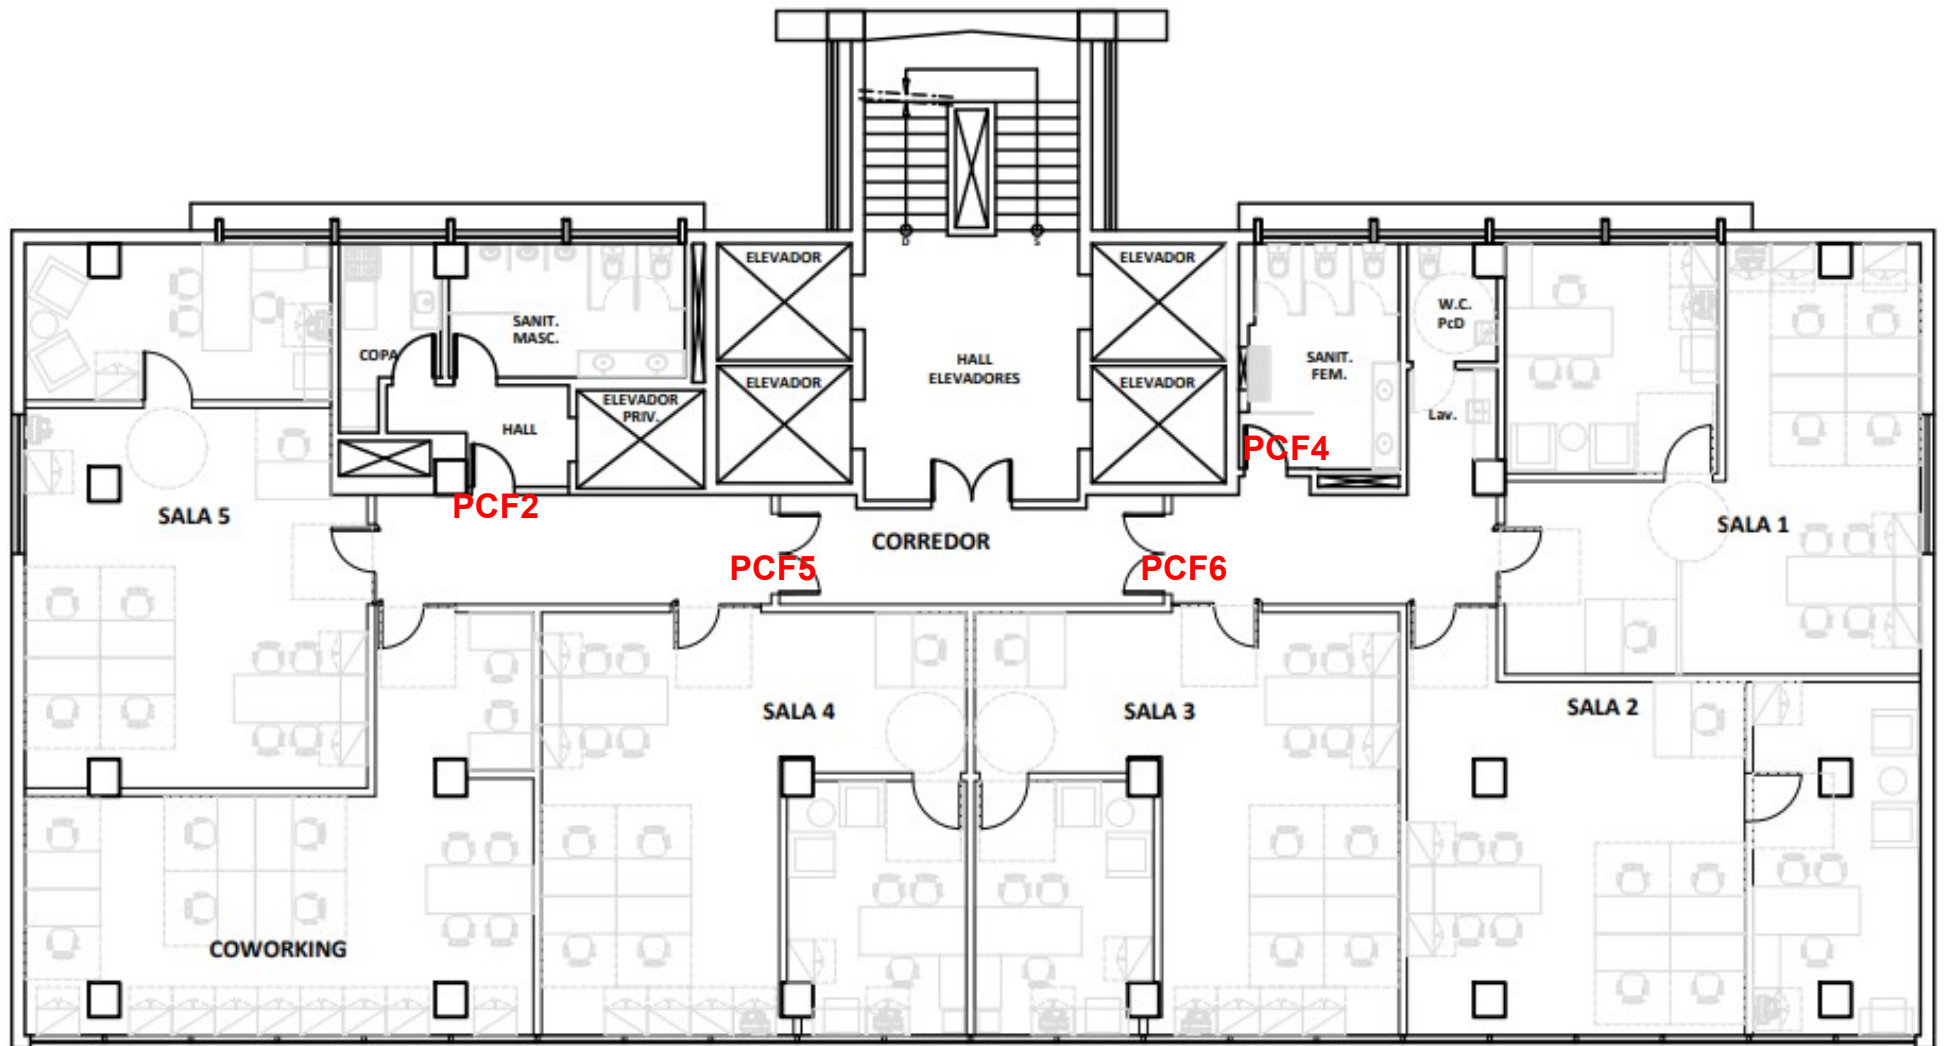 D
S
ELEVADOR
ELEVADOR
SANIT.
MASC.
COPA
W.C.
PcD
HALL
ELEVADORES
SANIT.
FEM.
ELEVADOR
ELEVADOR
ELEVADOR
PRIV.
HALL
Lav.
PCF4
PCF2
SALA 5
SALA 1
CORREDOR
PCF5
PCF6
SALA 4
SALA 3
SALA 2
COWORKING